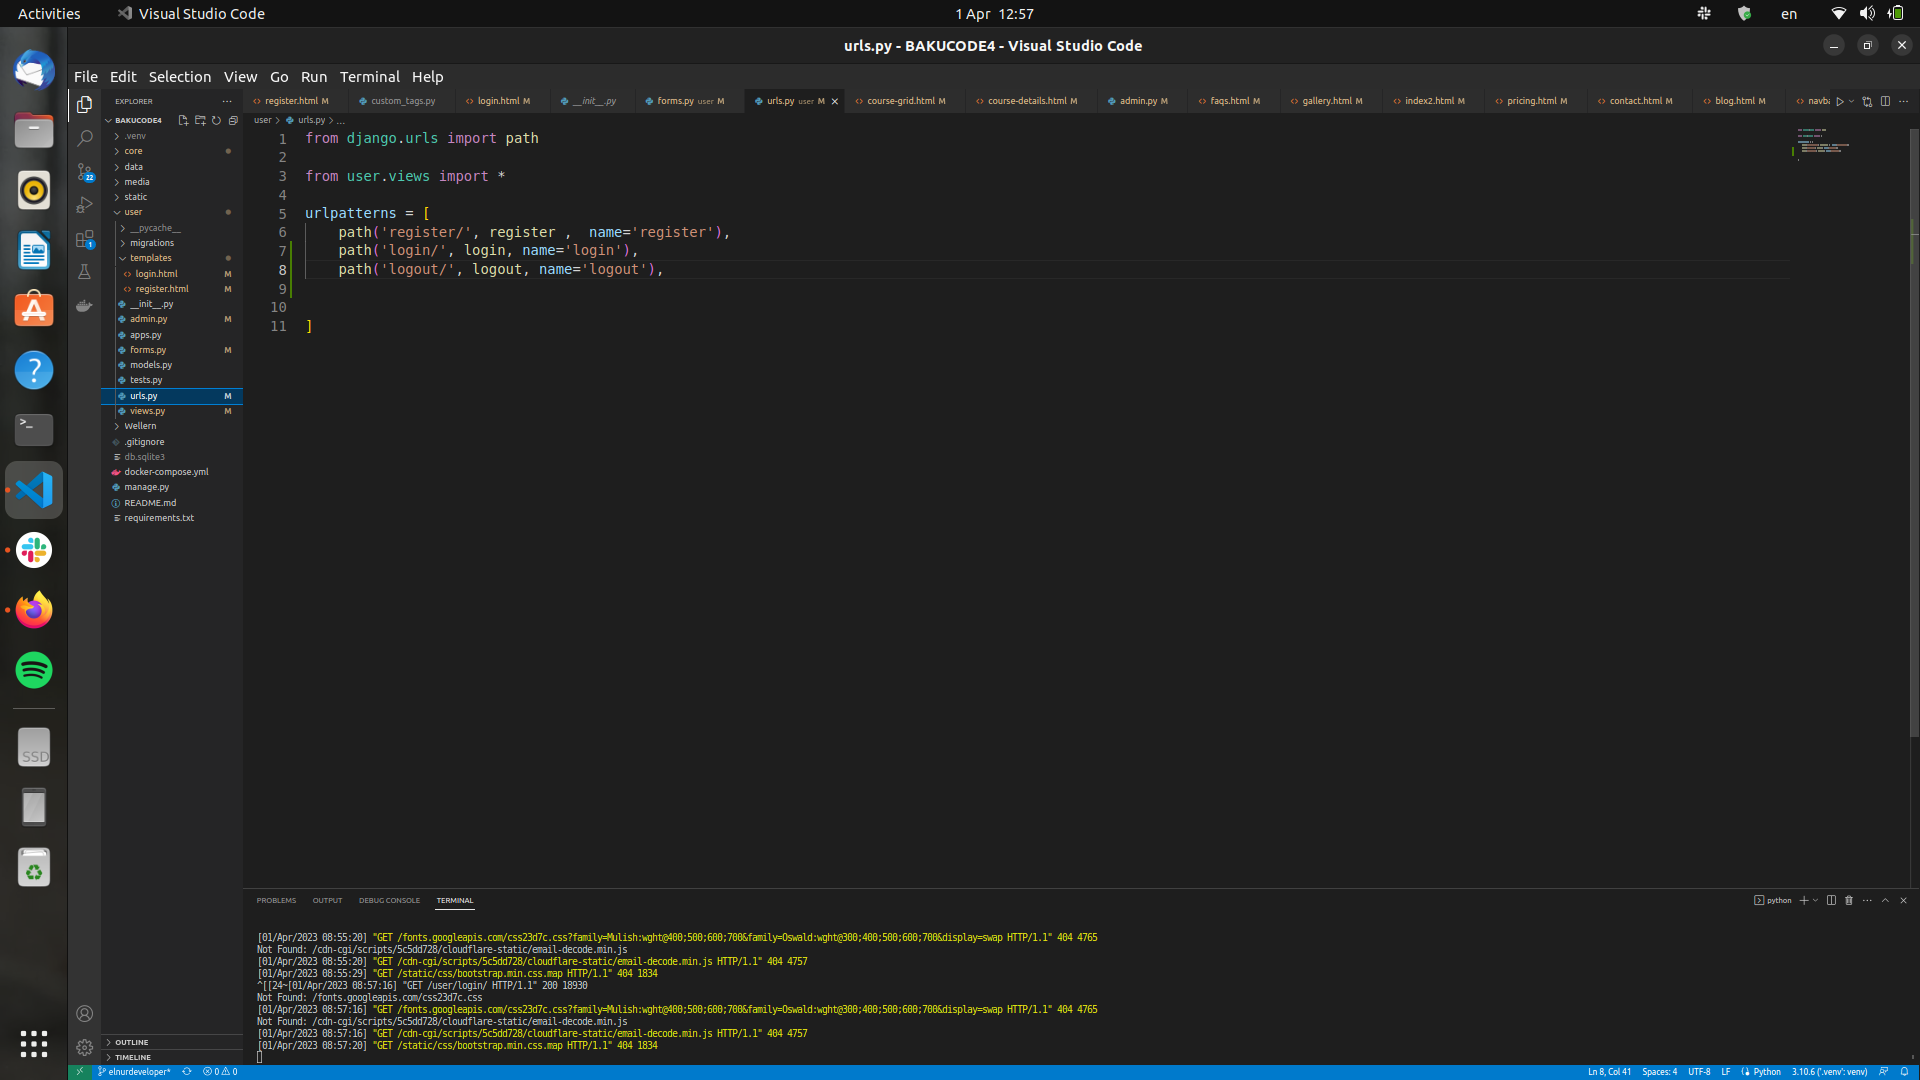 Activities
Visual Studio Code
1 Apr 12:57
en
urls.py - BAKUCODE4 - Visual Studio Code
File Edit Selection View Go Run Terminal Help
EXPLORER
register.html M
custom_tags.py
login.html M
__init__.py
forms.py user M
urls.py user M
course-grid.html M
course-details.html M
admin.py M
faqs.html M
gallery.html M
index2.html M
pricing.html M
contact.html M
blog.html M
navba
BAKUCODE4
user > urls.py > ...
.venv
core
data
media
static
user
__pycache__
migrations
templates
login.html M
register.html M
__init__.py
admin.py M
apps.py
forms.py M
models.py
tests.py
urls.py M
views.py M
Wellern
.gitignore
db.sqlite3
docker-compose.yml
manage.py
README.md
requirements.txt
OUTLINE
TIMELINE
22
1
SSD
1 from django.urls import path
2
3 from user.views import *
4
5 urlpatterns = [
6 path('register/', register ,  name='register'),
7 path('login/', login, name='login'),
8 path('logout/', logout, name='logout'),
9
10
11 ]
PROBLEMS OUTPUT DEBUG CONSOLE TERMINAL
python
[01/Apr/2023 08:55:20] "GET /fonts.googleapis.com/css23d7c.css?family=Mulish:wght@400;500;600;700&family=Oswald:wght@300;400;500;600;700&display=swap HTTP/1.1" 404 4765
Not Found: /cdn-cgi/scripts/5c5dd728/cloudflare-static/email-decode.min.js
[01/Apr/2023 08:55:20] "GET /cdn-cgi/scripts/5c5dd728/cloudflare-static/email-decode.min.js HTTP/1.1" 404 4757
[01/Apr/2023 08:55:29] "GET /static/css/bootstrap.min.css.map HTTP/1.1" 404 1834
^[[24~[01/Apr/2023 08:57:16] "GET /user/login/ HTTP/1.1" 200 18930
Not Found: /fonts.googleapis.com/css23d7c.css
[01/Apr/2023 08:57:16] "GET /fonts.googleapis.com/css23d7c.css?family=Mulish:wght@400;500;600;700&family=Oswald:wght@300;400;500;600;700&display=swap HTTP/1.1" 404 4765
Not Found: /cdn-cgi/scripts/5c5dd728/cloudflare-static/email-decode.min.js
[01/Apr/2023 08:57:16] "GET /cdn-cgi/scripts/5c5dd728/cloudflare-static/email-decode.min.js HTTP/1.1" 404 4757
[01/Apr/2023 08:57:20] "GET /static/css/bootstrap.min.css.map HTTP/1.1" 404 1834
elnurdeveloper*
0 0
Ln 8, Col 41
Spaces: 4
UTF-8
LF
Python
3.10.6 ('.venv': venv)